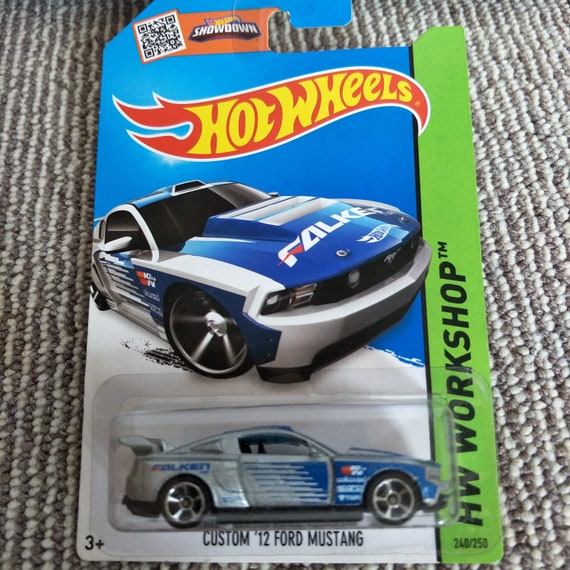 SHOWDOWN
HOT WHEELS
FALKEN
HW WORKSHOP™
FALKEN
3+
CUSTOM '12 FORD MUSTANG
240/250